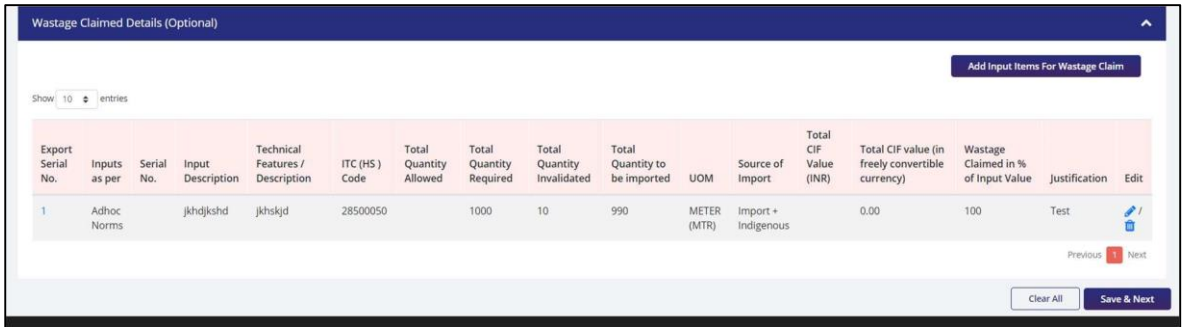 Wastage Claimed Details (Optional)
Add Input Items For Wastage Claim
Show 10 entries
Export Serial No. Inputs as per Serial No. Input Description Technical Features / Description ITC (HS ) Code Total Quantity Allowed Total Quantity Required Total Quantity Invalidated Total Quantity to be imported UOM Source of Import Total CIF Value (INR) Total CIF value (in freely convertible currency) Wastage Claimed in % of Input Value Justification Edit
1 Adhoc Norms jkhdjkshd jkhskjd 28500050 1000 10 990 METER (MTR) Import + Indigenous 0.00 100 Test /
Previous 1 Next
Clear All Save & Next